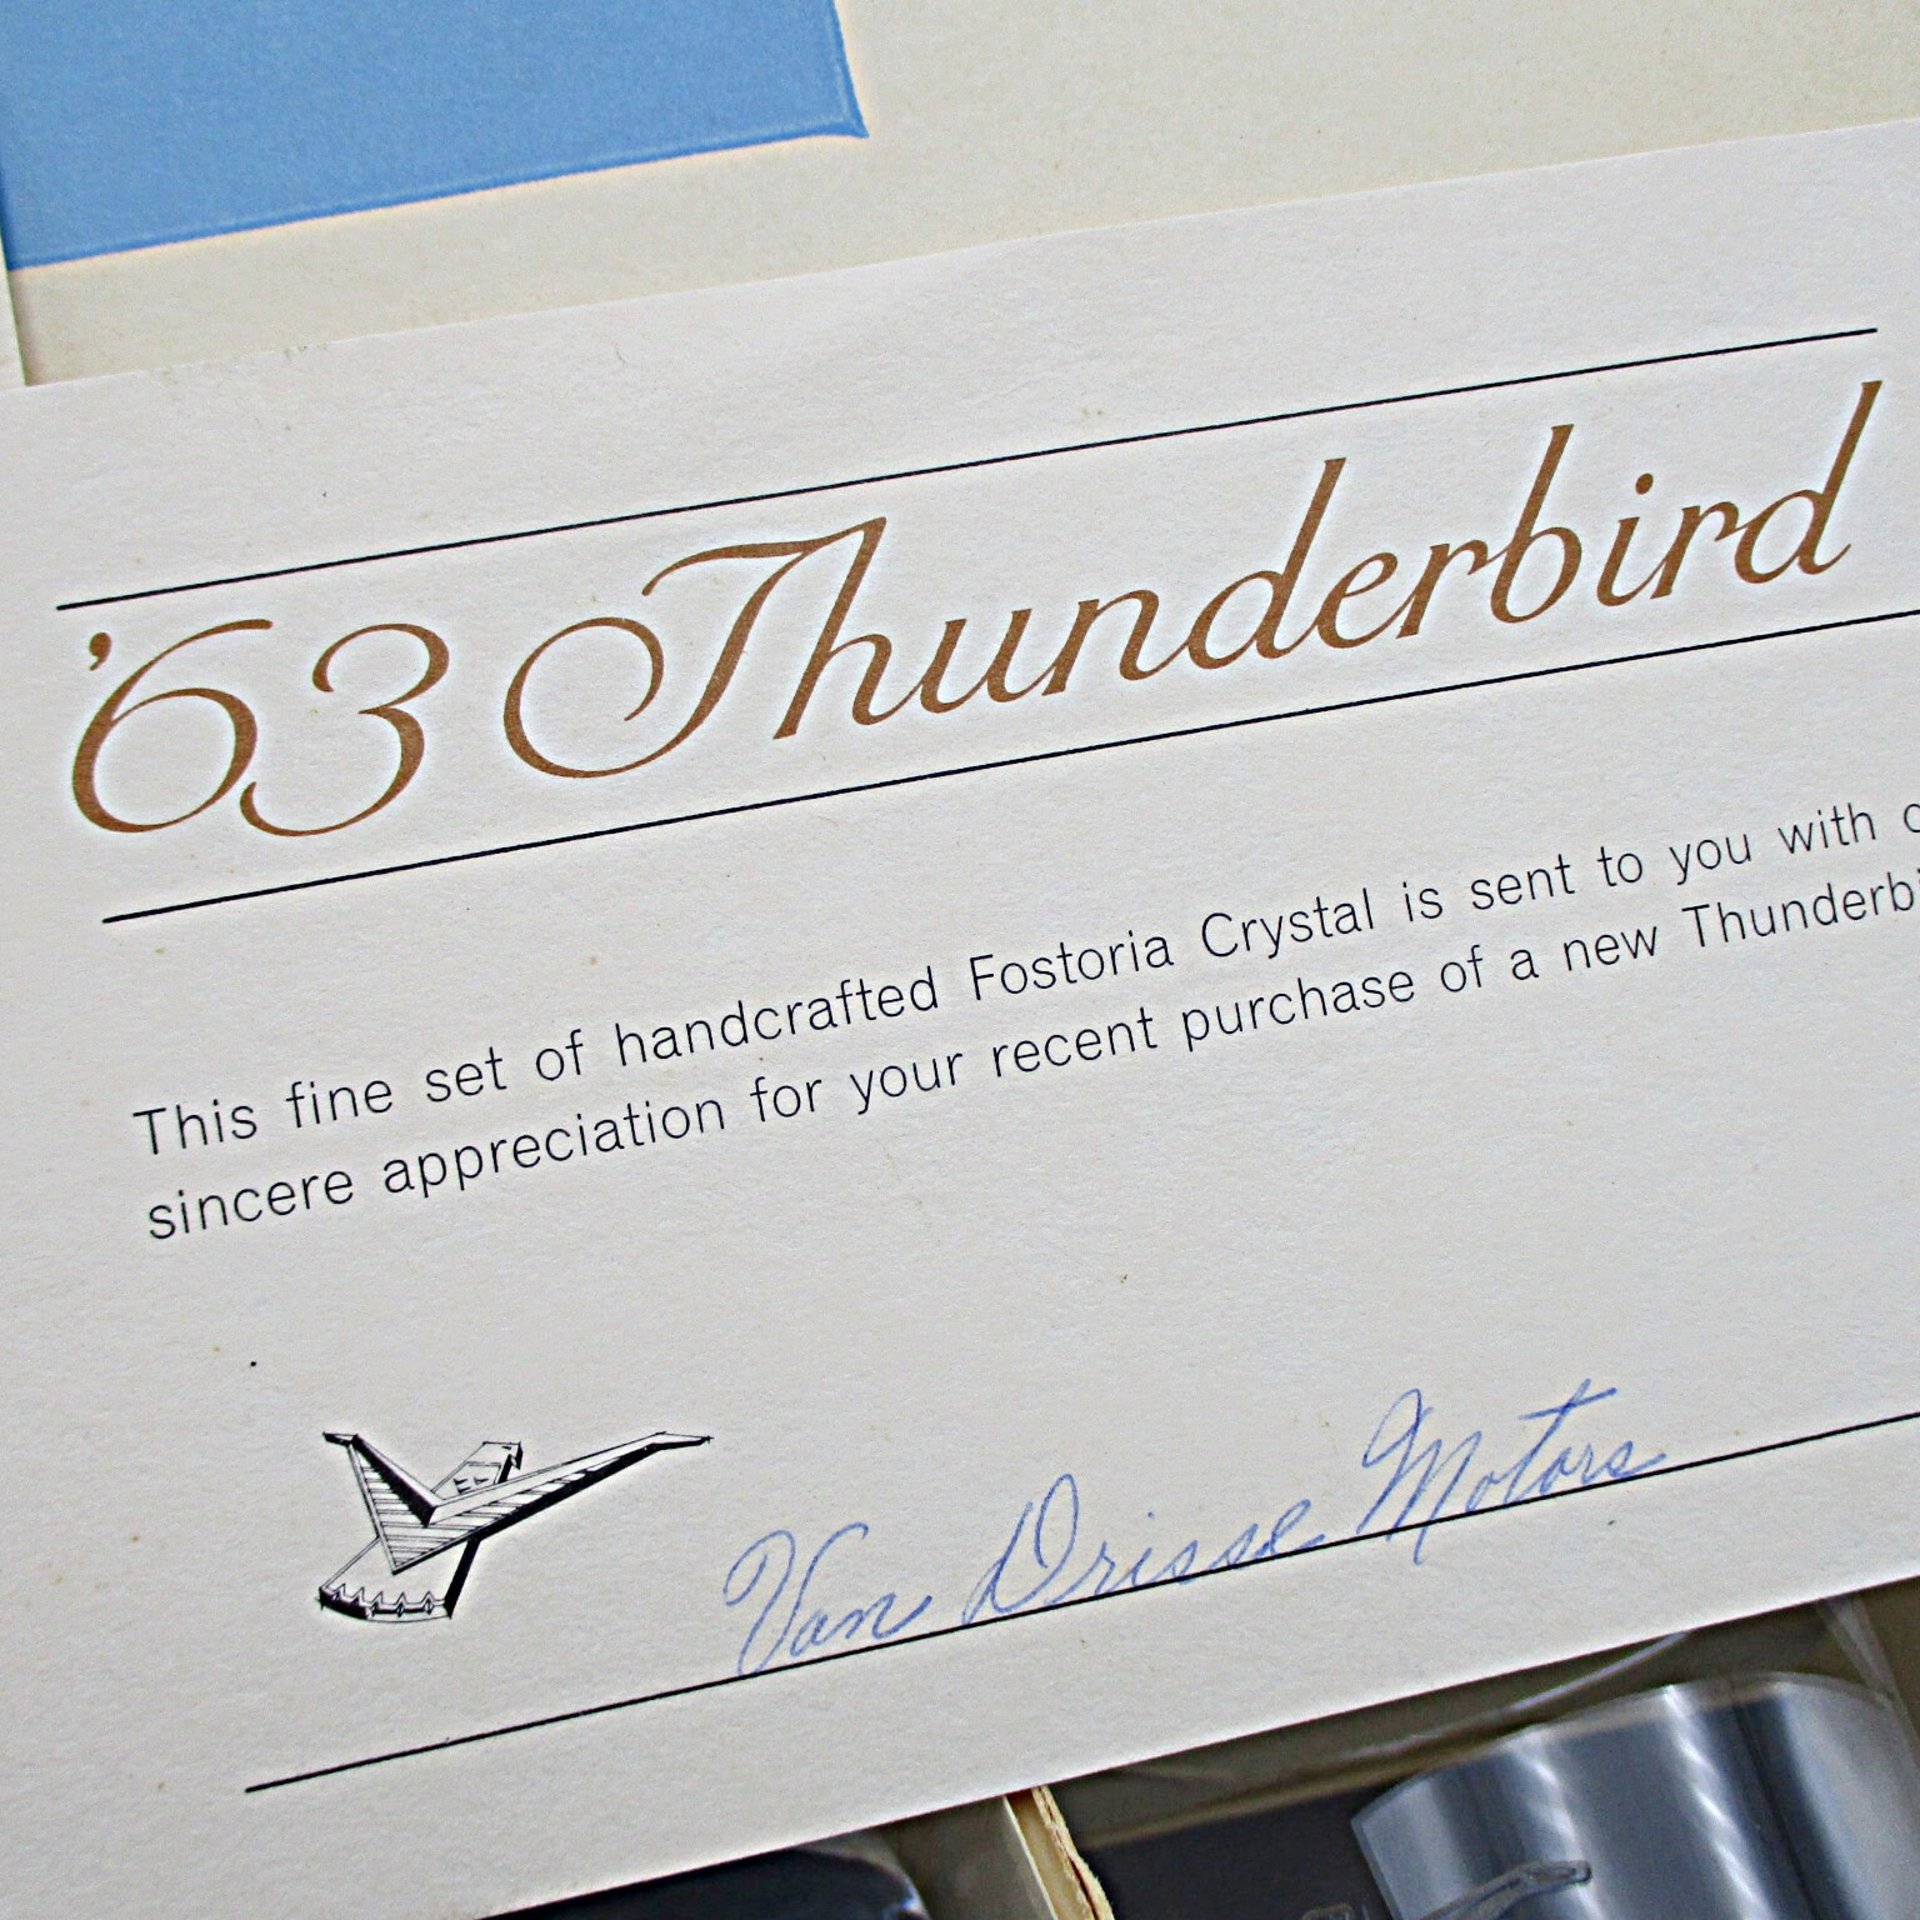 '63 Thunderbird
This fine set of handcrafted Fostoria Crystal is sent to you with
sincere appreciation for your recent purchase of a new
Van Drisse Motors